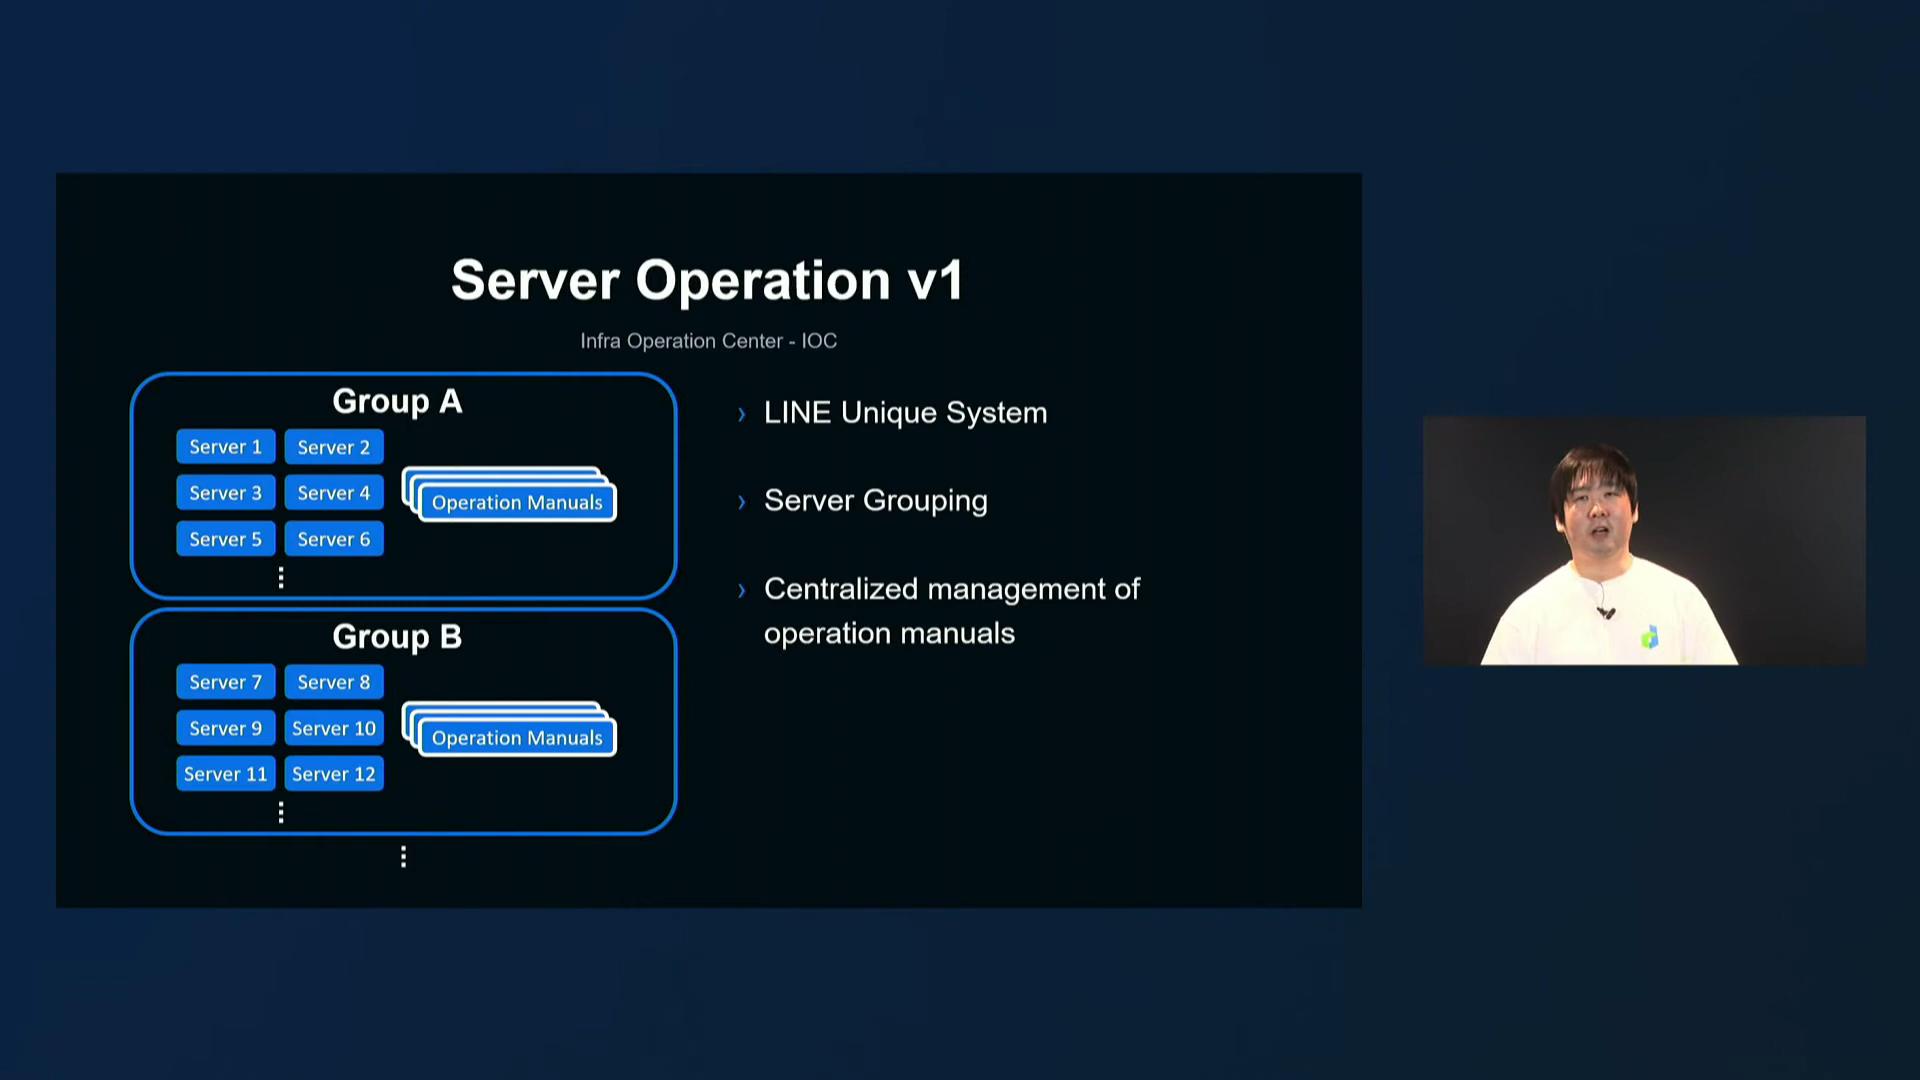 Server Operation v1
Infra Operation Center - IOC
Group A
Server 1 Server 2
Server 3 Server 4
Server 5 Server 6
Operation Manuals
Group B
Server 7 Server 8
Server 9 Server 10
Server 11 Server 12
Operation Manuals
› LINE Unique System
› Server Grouping
› Centralized management of
operation manuals